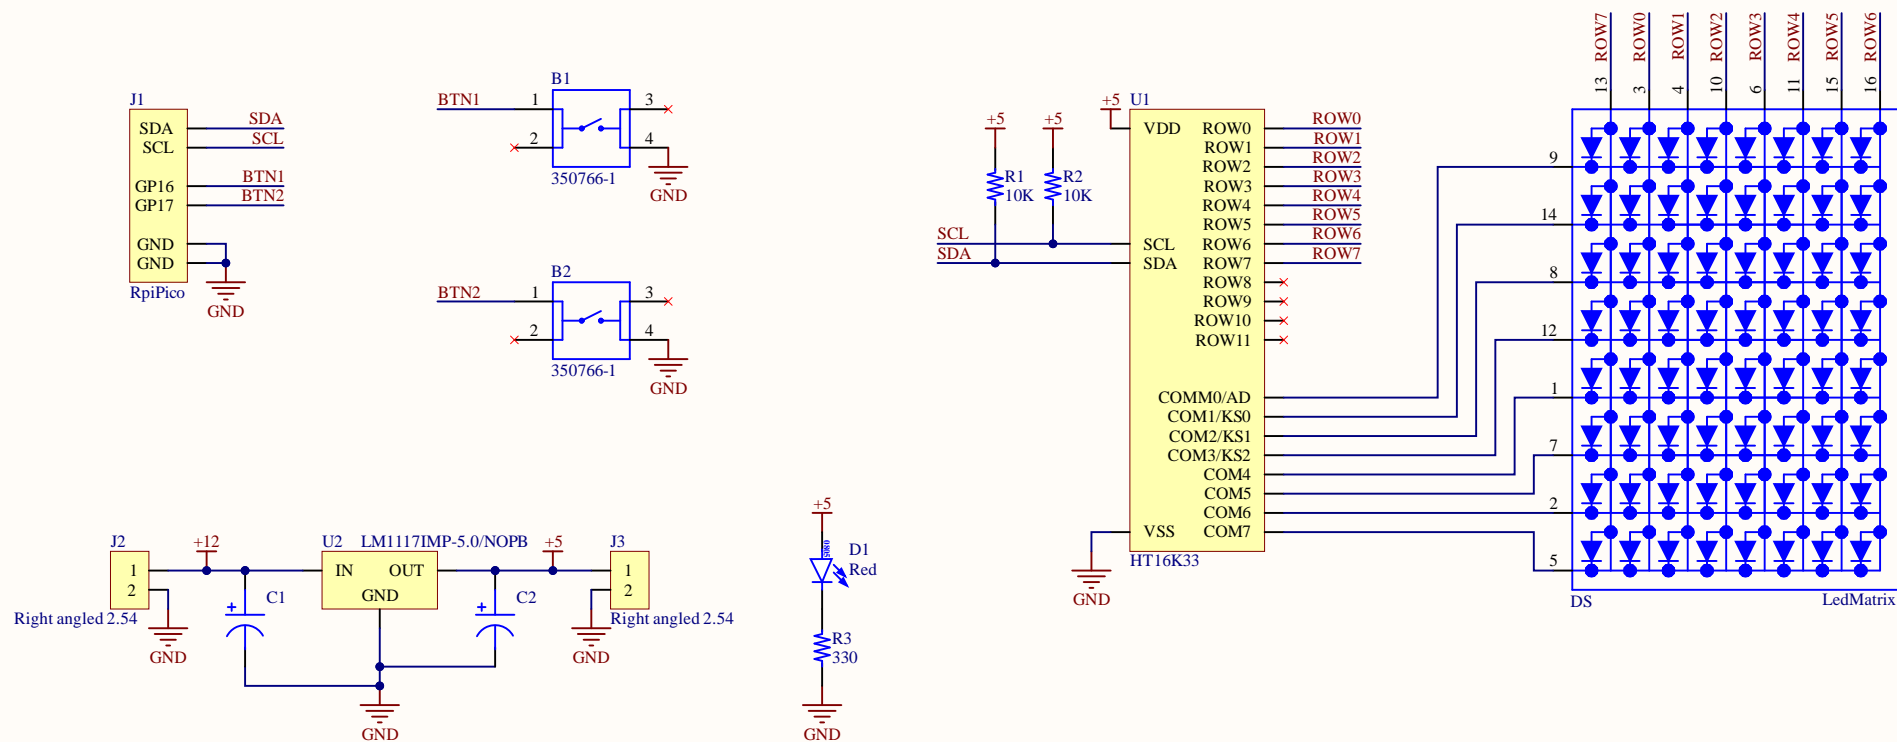 J1
SDA
SCL
GP16
GP17
GND
GND
RpiPico
SDA
SCL
BTN1
BTN2
GND
B1
BTN1
1
2
3
4
350766-1
GND
B2
BTN2
1
2
3
4
350766-1
GND
J2
1
2
Right angled 2.54
GND
+12
C1
+
U2 LM1117IMP-5.0/NOPB
IN OUT
GND
GND
+5
C2
+
J3
1
2
Right angled 2.54
GND
+5
D1
Red
R3
330
GND
+5
+5
R1
10K
R2
10K
SCL
SDA
+5
U1
VDD
SCL
SDA
VSS
GND
ROW0
ROW1
ROW2
ROW3
ROW4
ROW5
ROW6
ROW7
ROW8
ROW9
ROW10
ROW11
COMM0/AD
COM1/KS0
COM2/KS1
COM3/KS2
COM4
COM5
COM6
COM7
HT16K33
ROW0
ROW1
ROW2
ROW3
ROW4
ROW5
ROW6
ROW7
ROW7
ROW0
ROW1
ROW2
ROW3
ROW4
ROW5
ROW6
13
3
4
10
6
11
15
16
9
14
8
12
1
7
2
5
DS
LedMatrix